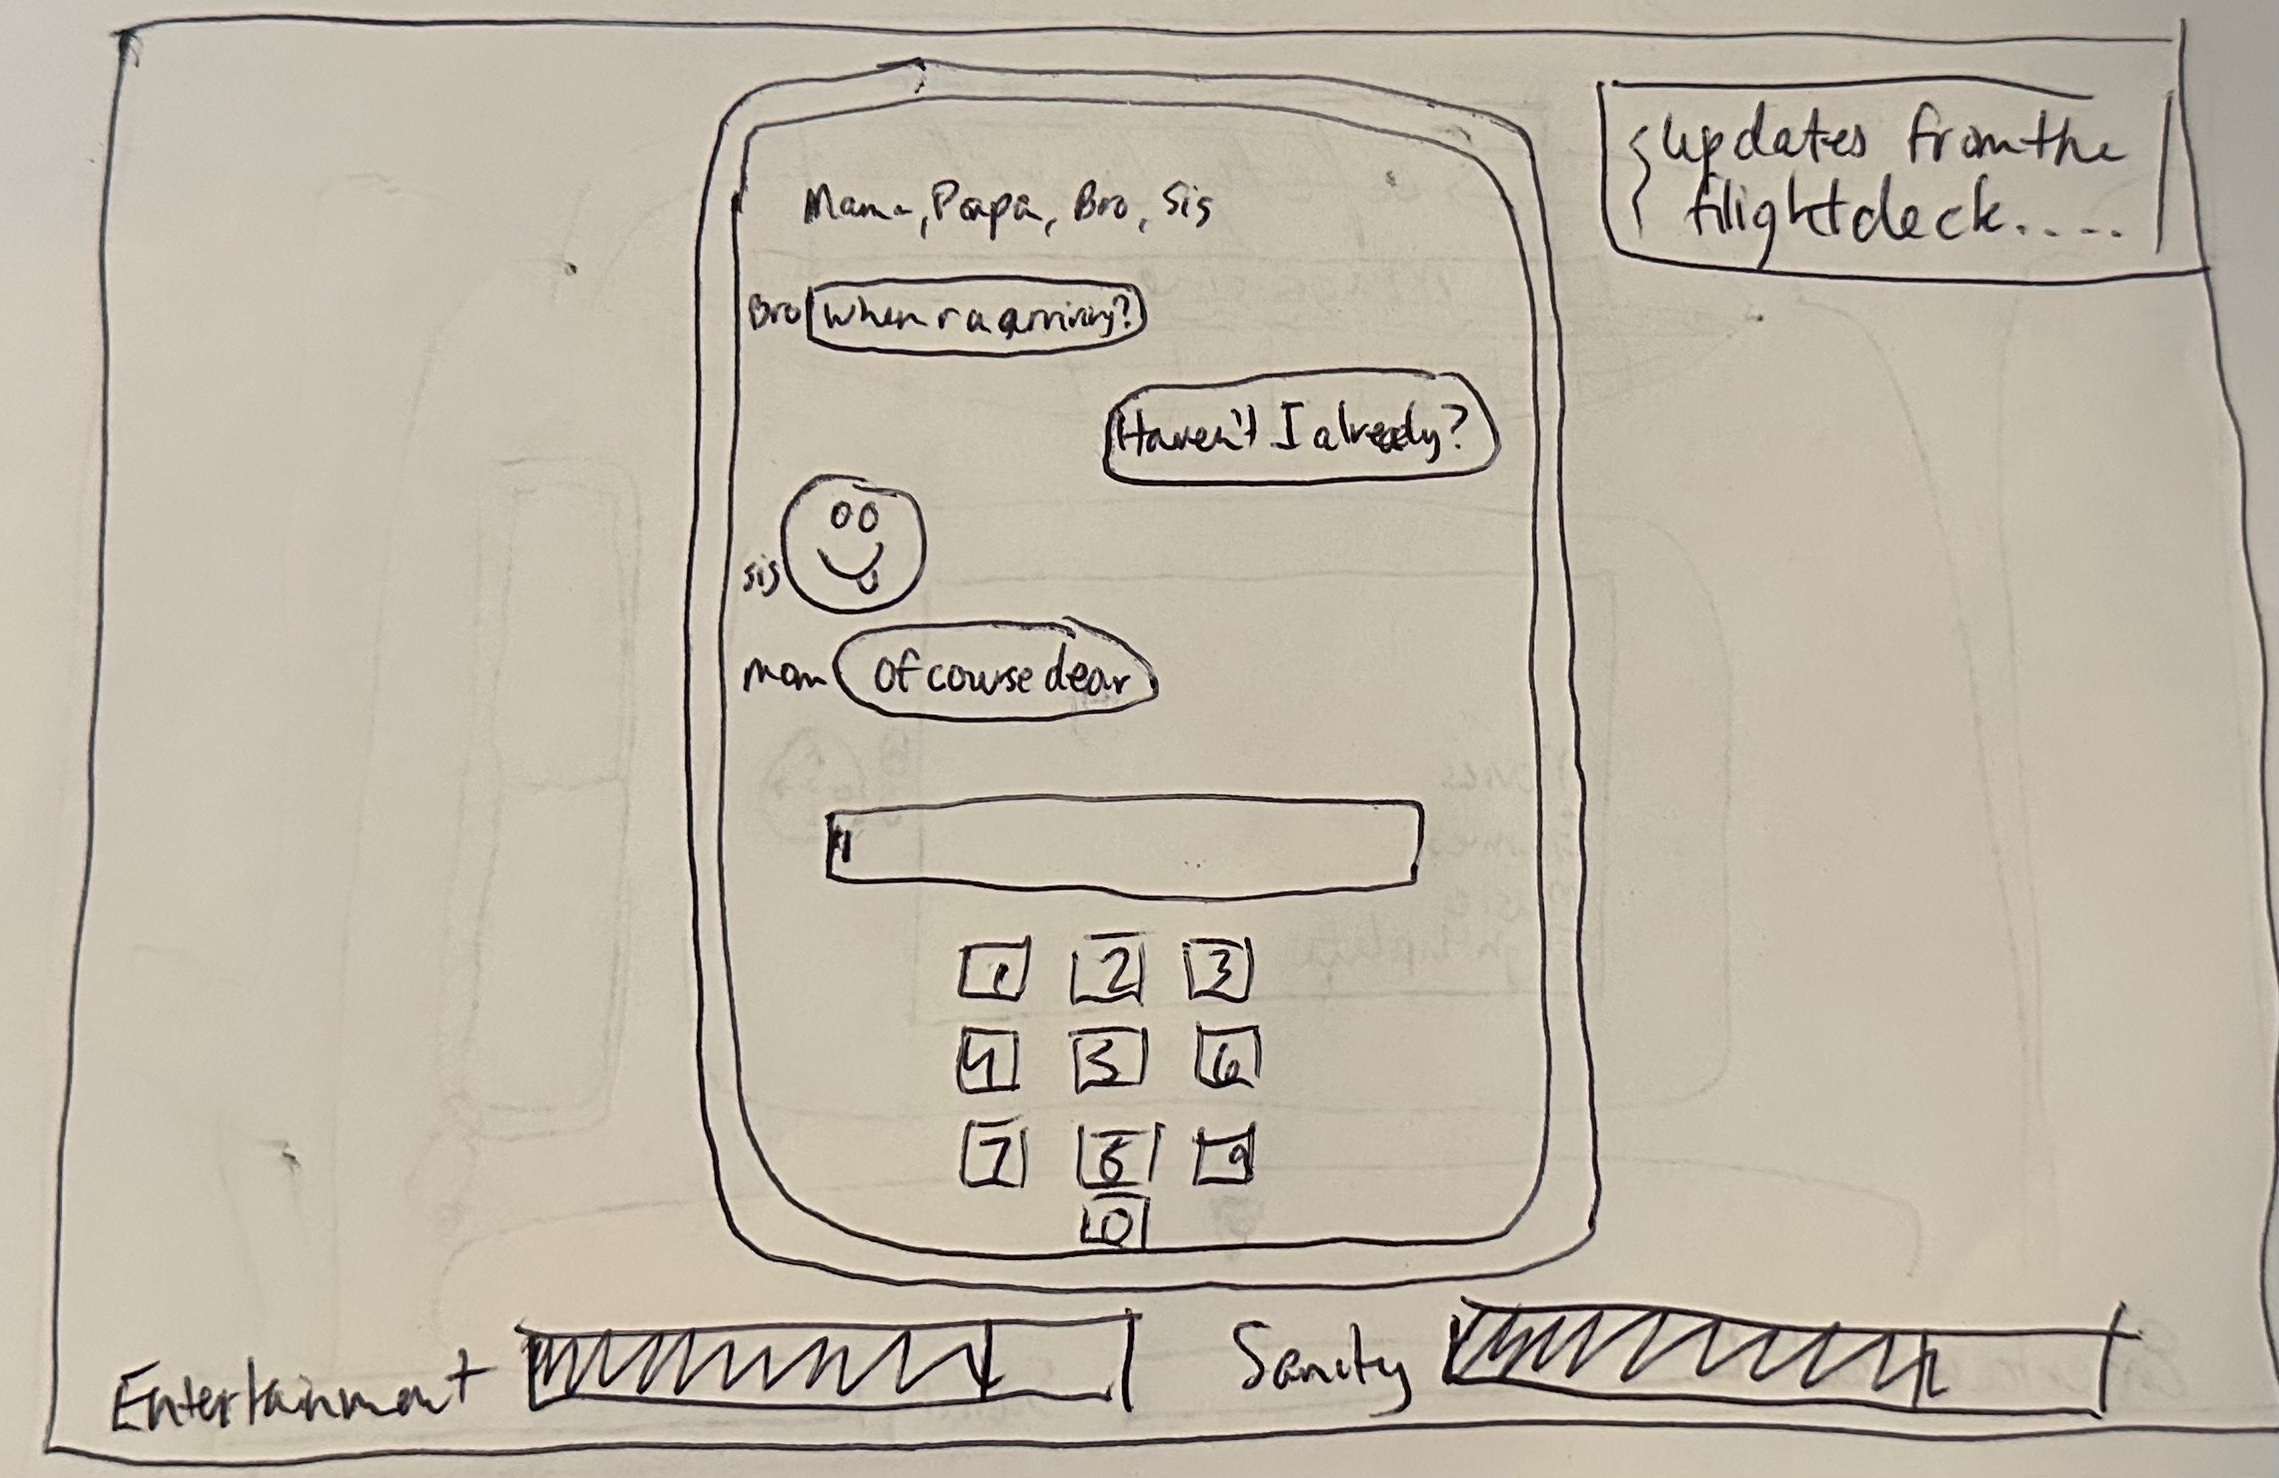 Mama, Papa, Bro, Sis
updates from the
flightdeck.....
Bro when r u arriving?
Haven't I already?
sis
mom of course dear
1 2 3
4 5 6
7 8 9
0
Entertainment
Sanity